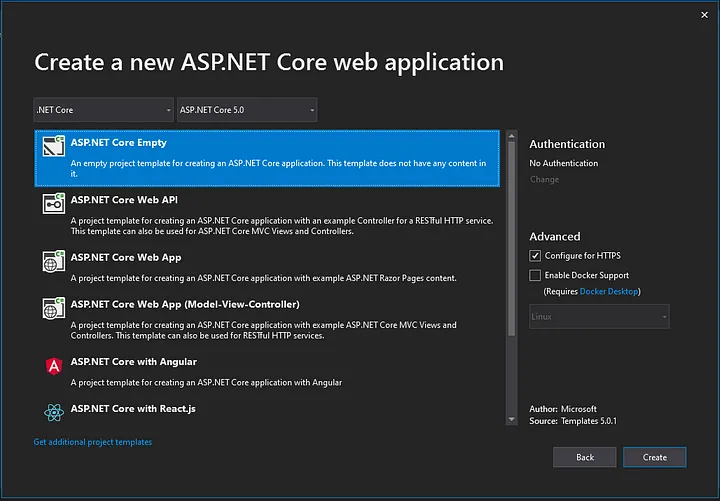 Create a new ASP.NET Core web application
.NET Core
ASP.NET Core 5.0
ASP.NET Core Empty
An empty project template for creating an ASP.NET Core application. This template does not have any content in
it.
ASP.NET Core Web API
A project template for creating an ASP.NET Core application with an example Controller for a RESTful HTTP service.
This template can also be used for ASP.NET Core MVC Views and Controllers.
ASP.NET Core Web App
A project template for creating an ASP.NET Core application with example ASP.NET Razor Pages content.
ASP.NET Core Web App (Model-View-Controller)
A project template for creating an ASP.NET Core application with example ASP.NET Core MVC Views and
Controllers. This template can also be used for RESTful HTTP services.
ASP.NET Core with Angular
A project template for creating an ASP.NET Core application with Angular
ASP.NET Core with React.js
Get additional project templates
Authentication
No Authentication
Change
Advanced
Configure for HTTPS
Enable Docker Support
(Requires Docker Desktop)
Linux
Author: Microsoft
Source: Templates 5.0.1
Back
Create